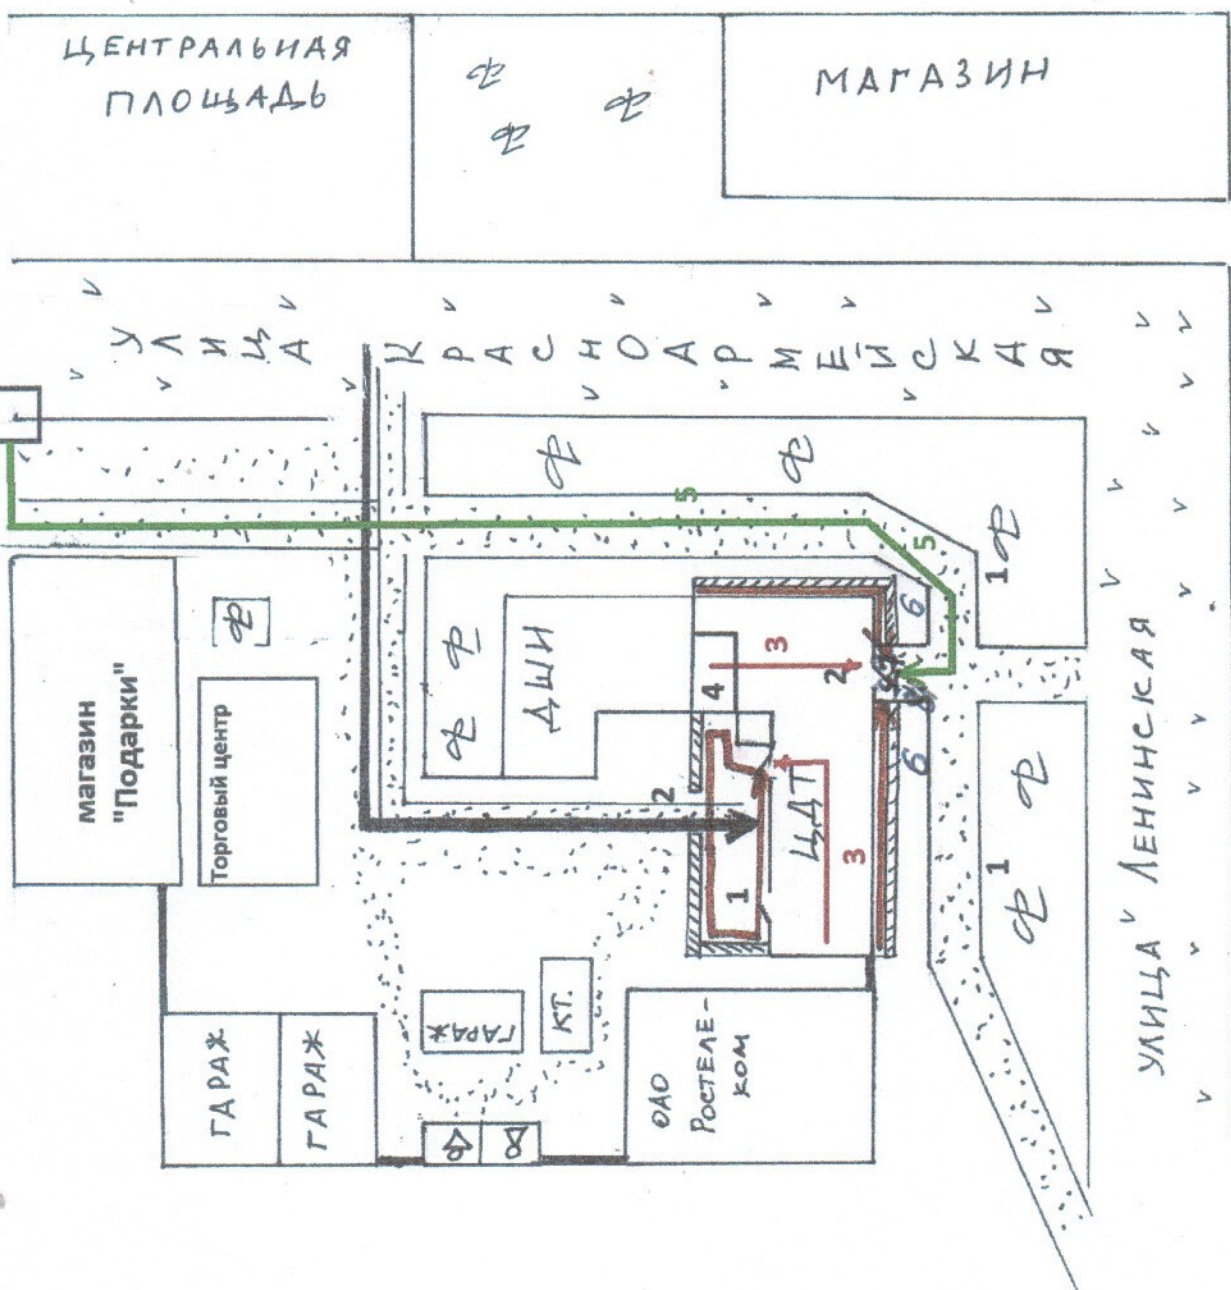 ЦЕНТРАЛЬНАЯ
ПЛОЩАДЬ
МАГАЗИН
УЛИЦА КРАСНОАРМЕЙСКАЯ
магазин
"Подарки"
Торговый центр
5
5
ДШИ
6
1
3
4
2
2
1
ЦДТ
3
6
1
ГАРАЖ
ГАРАЖ
ГАРАЖ
КТ.
ОАО
РОСТЕЛЕ-
КОМ
УЛИЦА ЛЕНИНСКАЯ